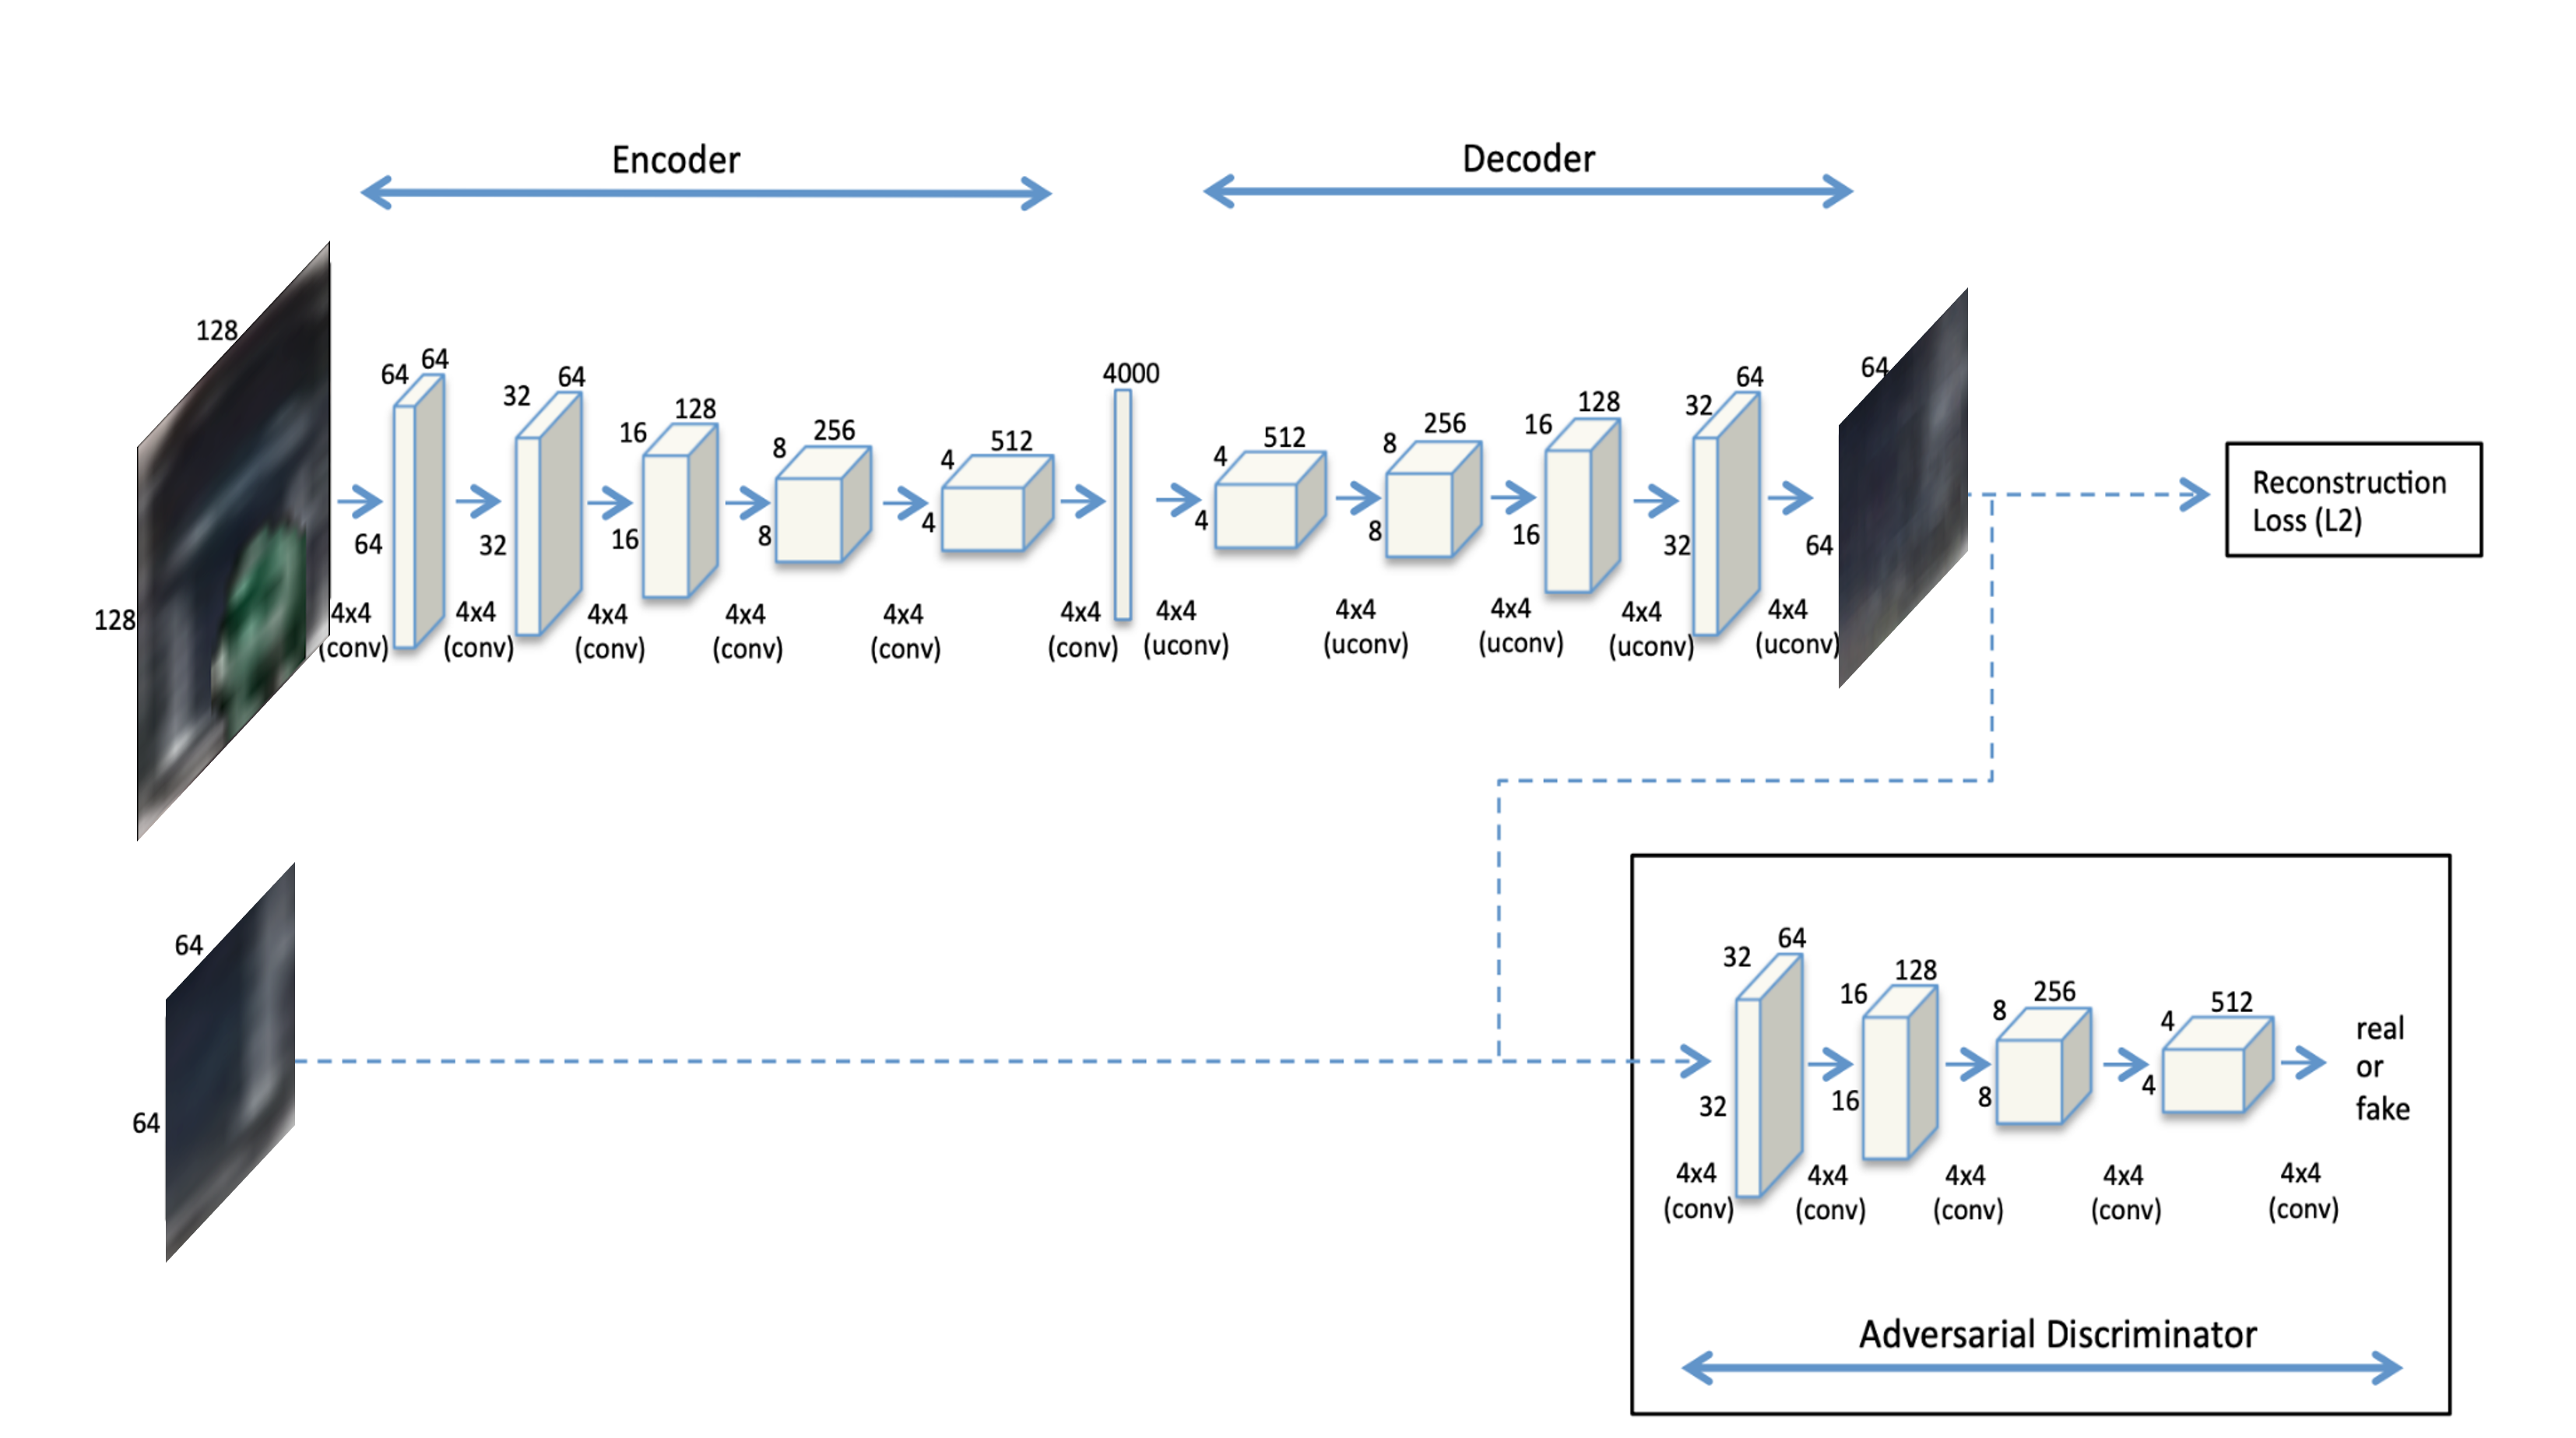 Encoder
Decoder
128
128
64
64
64
32
64
32
16
128
16
8
256
8
4
512
4
4000
4
512
4
8
256
8
16
128
16
32
64
32
64
64
4x4
(conv)
4x4
(conv)
4x4
(conv)
4x4
(conv)
4x4
(conv)
4x4
(conv)
4x4
(uconv)
4x4
(uconv)
4x4
(uconv)
4x4
(uconv)
4x4
(uconv)
Reconstruction
Loss (L2)
64
64
32
64
32
16
128
16
8
256
8
4
512
4
real
or
fake
4x4
(conv)
4x4
(conv)
4x4
(conv)
4x4
(conv)
4x4
(conv)
Adversarial Discriminator